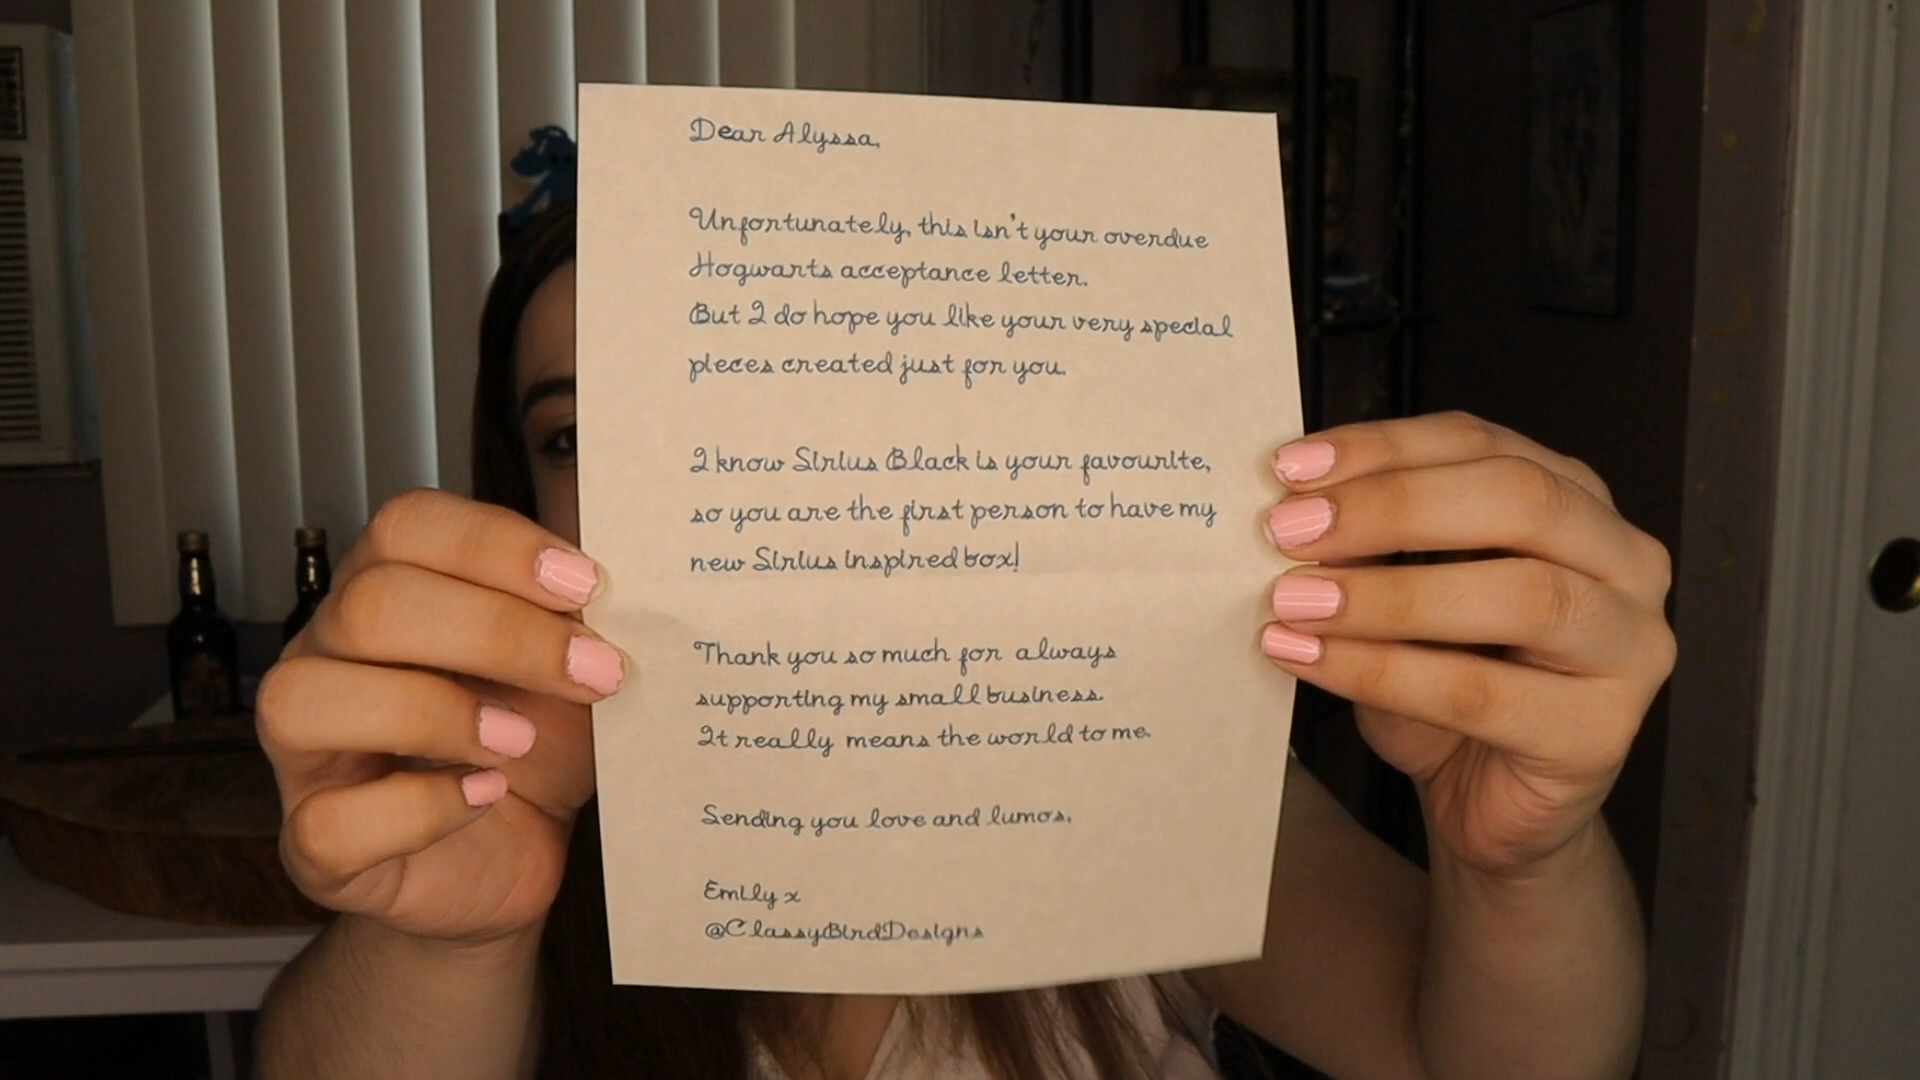 Dear Alyssa,
Unfortunately, this isn't your overdue
Hogwarts acceptance letter.
But I do hope you like your very special
pieces created just for you.
I know Sirius Black is your favourite,
so you are the first person to have my
new Sirius inspired box!
Thank you so much for always
supporting my small business.
It really means the world to me.
Sending you love and lumos,
Emily x
@ClassyBirdDesigns